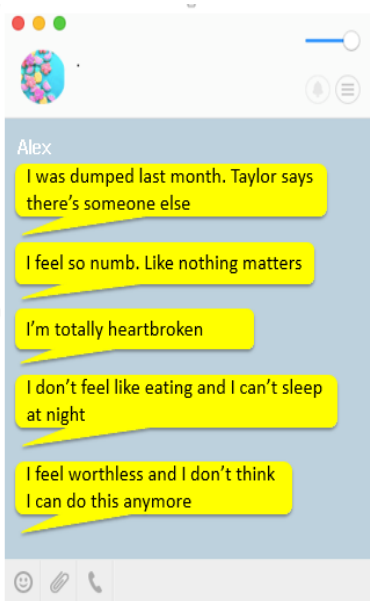 Alex
I was dumped last month. Taylor says
there's someone else
I feel so numb. Like nothing matters
I'm totally heartbroken
I don't feel like eating and I can't sleep
at night
I feel worthless and I don't think
I can do this anymore